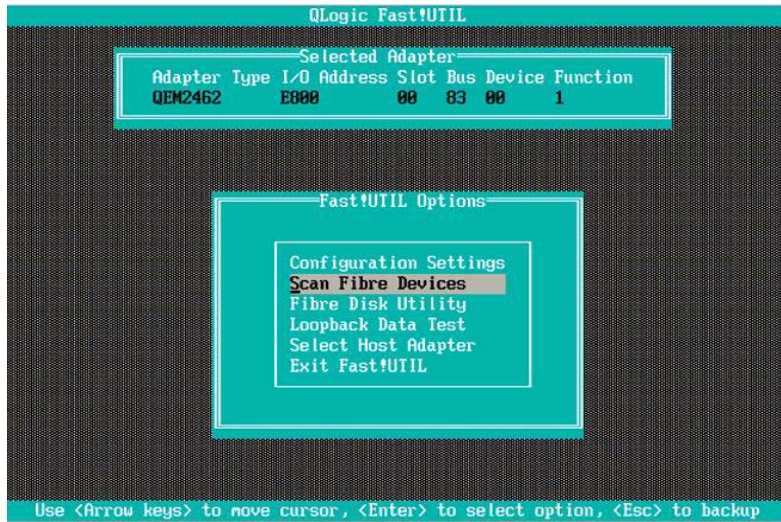 QLogic Fast!UTIL
Selected Adapter
Adapter Type I/O Address Slot Bus Device Function
QEM2462 E800 00 83 00 1
Fast!UTIL Options
Configuration Settings
Scan Fibre Devices
Fibre Disk Utility
Loopback Data Test
Select Host Adapter
Exit Fast!UTIL
Use <Arrow keys> to move cursor, <Enter> to select option, <Esc> to backup